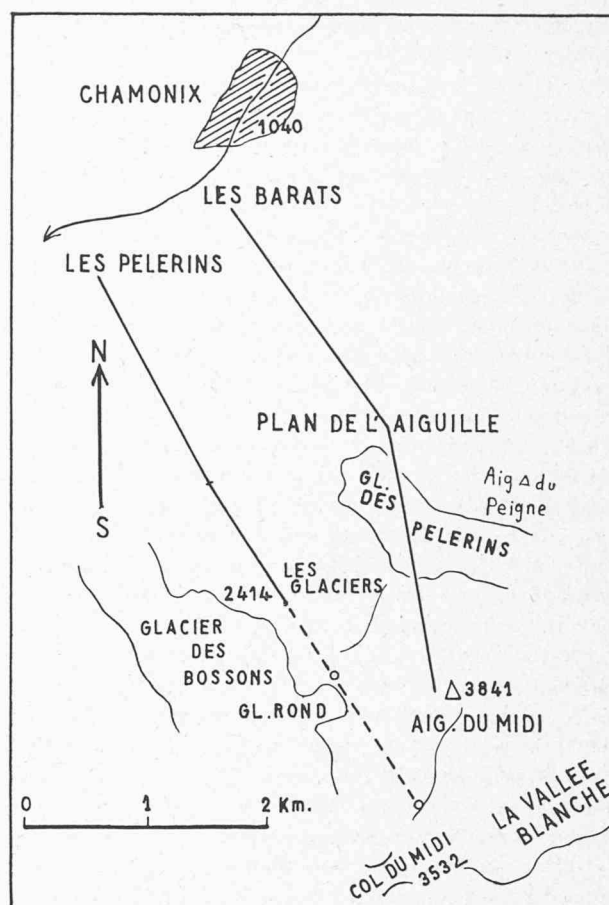 CHAMONIX
1040
LES BARATS
LES PELERINS
N
S
PLAN DE L'AIGUILLE
GL.
DES
PELERINS
Aig △ du
Peigne
LES GLACIERS
2414
GLACIER
DES
BOSSONS
GL. ROND
△ 3841
AIG. DU MIDI
0 1 2 Km.
LA VALLEE
BLANCHE
COL DU MIDI
3532